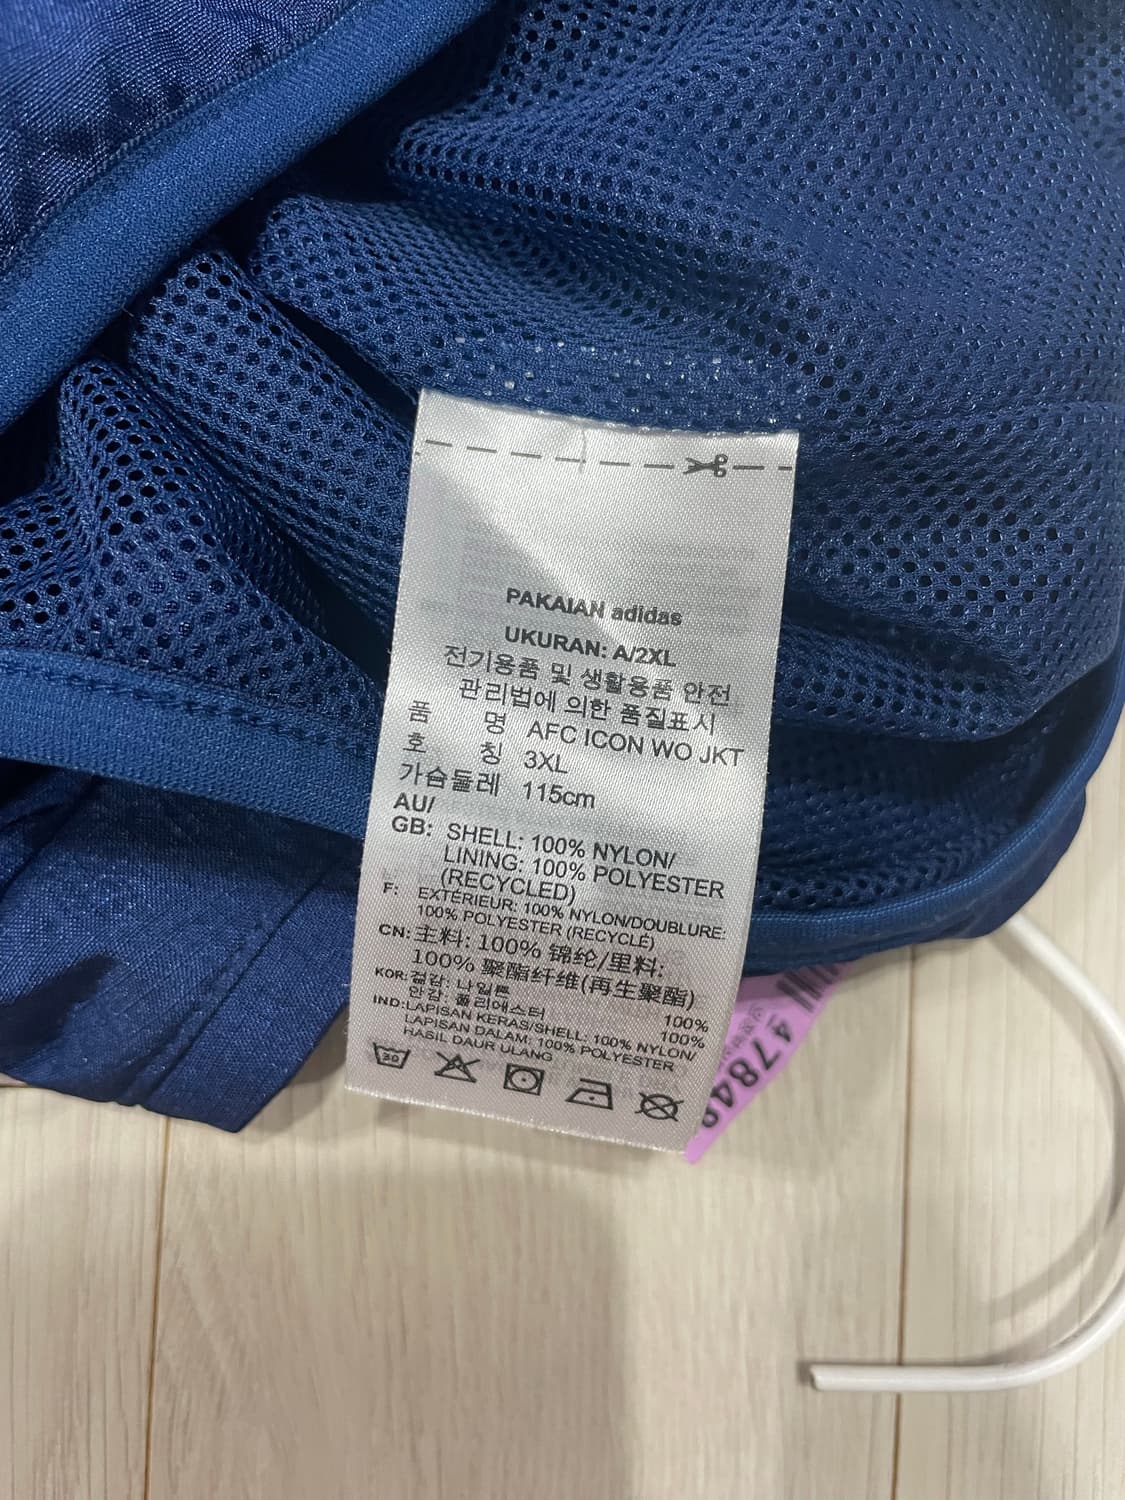 PAKAIAN adidas
UKURAN: A/2XL
전기용품 및 생활용품 안전
관리법에 의한 품질표시
품 명 AFC ICON WO JKT
호 칭 3XL
가슴둘레 115cm
AU/
GB: SHELL: 100% NYLON/
LINING: 100% POLYESTER
(RECYCLED)
F: EXTÉRIEUR: 100% NYLON/DOUBLURE:
100% POLYESTER (RECYCLÉ)
CN: 主料: 100% 锦纶/里料:
100% 聚酯纤维(再生聚酯)
KOR: 겉감: 나일론 100%
안감: 폴리에스터 100%
IND: LAPISAN KERAS/SHELL: 100% NYLON/
LAPISAN DALAM: 100% POLYESTER
HASIL DAUR ULANG
30
4784